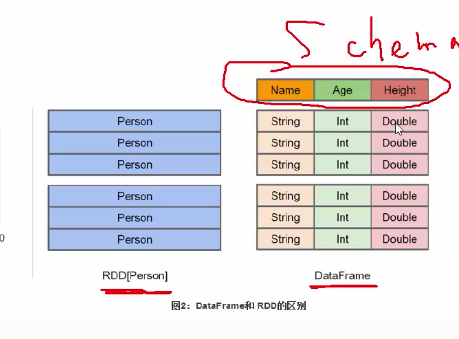 Schem
Name Age Height
Person String Int Double
Person String Int Double
Person String Int Double
Person String Int Double
Person String Int Double
Person String Int Double
0
RDD[Person] DataFrame
图2：DataFrame和 RDD的区别